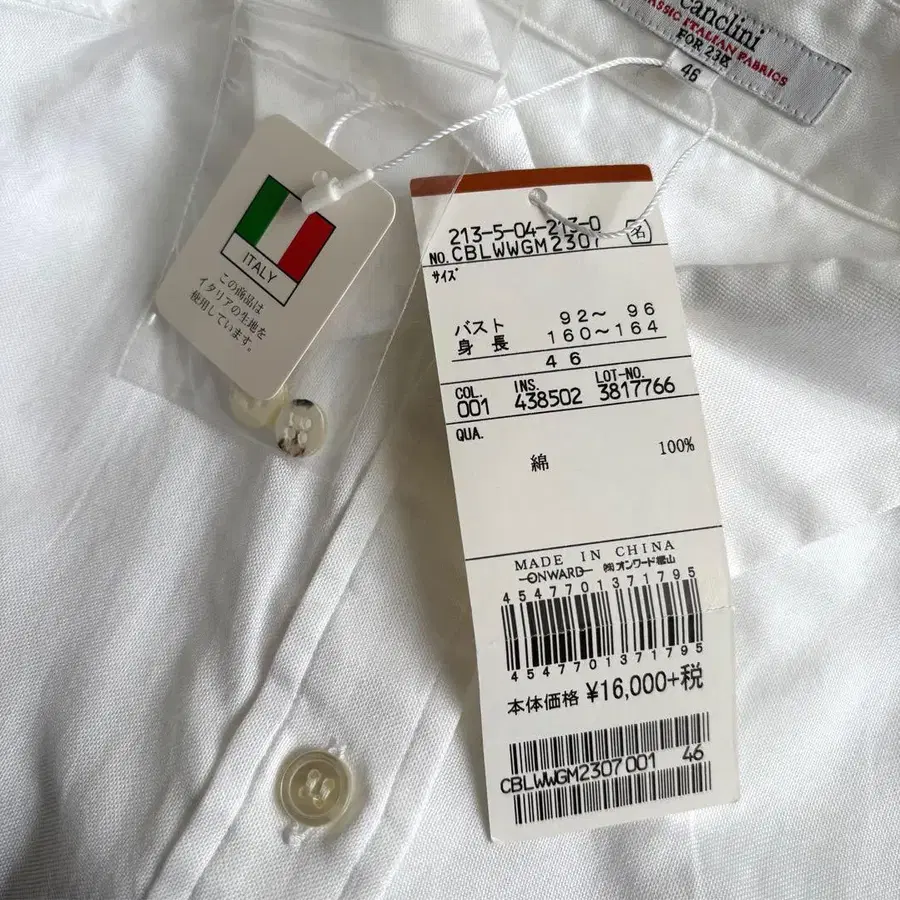 canclini
CLASSIC ITALIAN FABRICS
FOR 23区
46
ITALY
この商品は
イタリアの生地を
使用しています。
213-5-04-213-0
NO. CBLWWGM2307 名
サイズ
バスト 92～ 96
身長 160～164
46
COL. INS. LOT-NO.
001 438502 3817766
QUA.
綿 100%
MADE IN CHINA
ONWARD ㈱オンワード樫山
4547701371795
4547701371795
本体価格 ¥16,000+税
CBLWWGM2307001 46